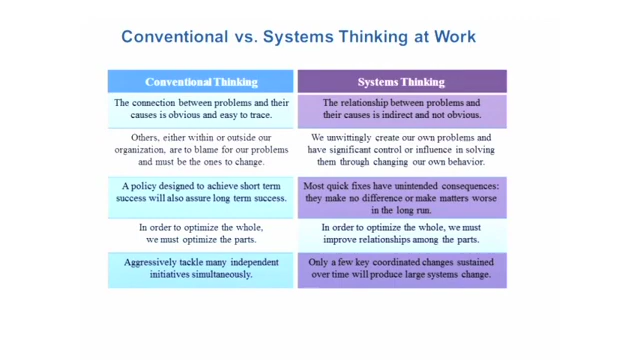 Conventional vs. Systems Thinking at Work
Conventional Thinking
Systems Thinking
The connection between problems and their
causes is obvious and easy to trace.
The relationship between problems and
their causes is indirect and not obvious.
Others, either within or outside our
organization, are to blame for our problems
and must be the ones to change.
We unwittingly create our own problems and
have significant control or influence in solving
them through changing our own behavior.
A policy designed to achieve short term
success will also assure long term success.
Most quick fixes have unintended consequences:
they make no difference or make matters worse
in the long run.
In order to optimize the whole,
we must optimize the parts.
In order to optimize the whole, we must
improve relationships among the parts.
Aggressively tackle many independent
initiatives simultaneously.
Only a few key coordinated changes sustained
over time will produce large systems change.